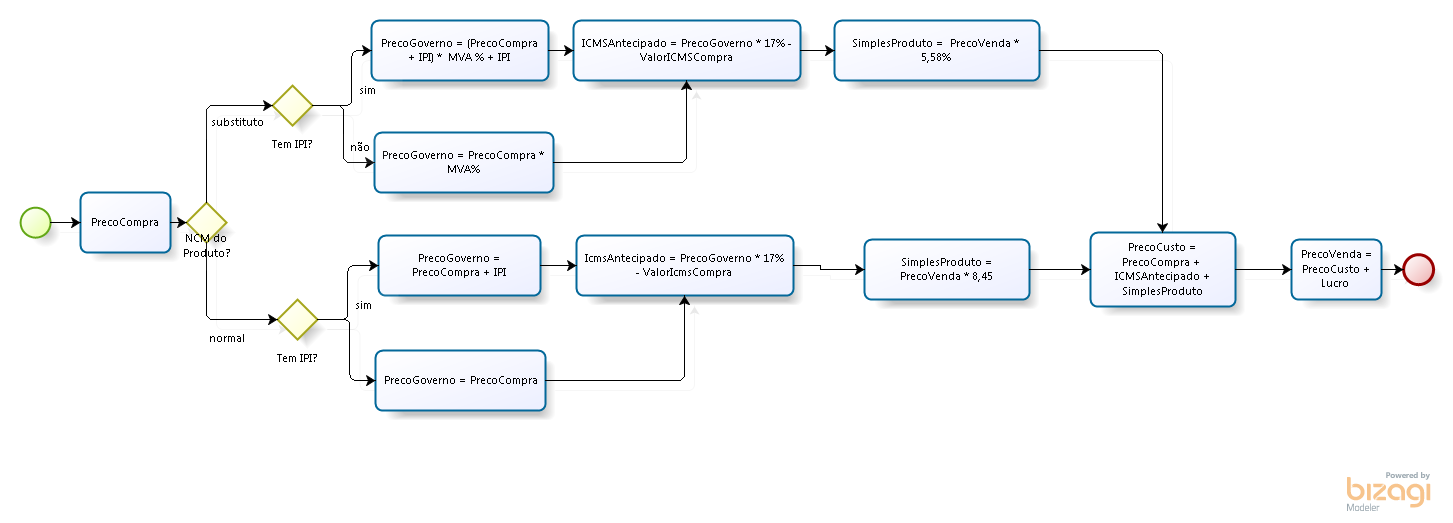 PrecoGoverno = (PrecoCompra
+ IPI) *  MVA % + IPI
ICMSAntecipado = PrecoGoverno * 17% -
ValorICMSCompra
SimplesProduto =  PrecoVenda *
5,58%
sim
substituto
Tem IPI?
não
PrecoGoverno = PrecoCompra *
MVA%
PrecoCompra
NCM do
Produto?
PrecoGoverno =
PrecoCompra + IPI
IcmsAntecipado = PrecoGoverno * 17%
- ValorIcmsCompra
SimplesProduto =
PrecoVenda * 8,45
PrecoCusto =
PrecoCompra +
ICMSAntecipado +
SimplesProduto
PrecoVenda =
PrecoCusto +
Lucro
sim
normal
Tem IPI?
PrecoGoverno = PrecoCompra
Powered by
bizagi
Modeler